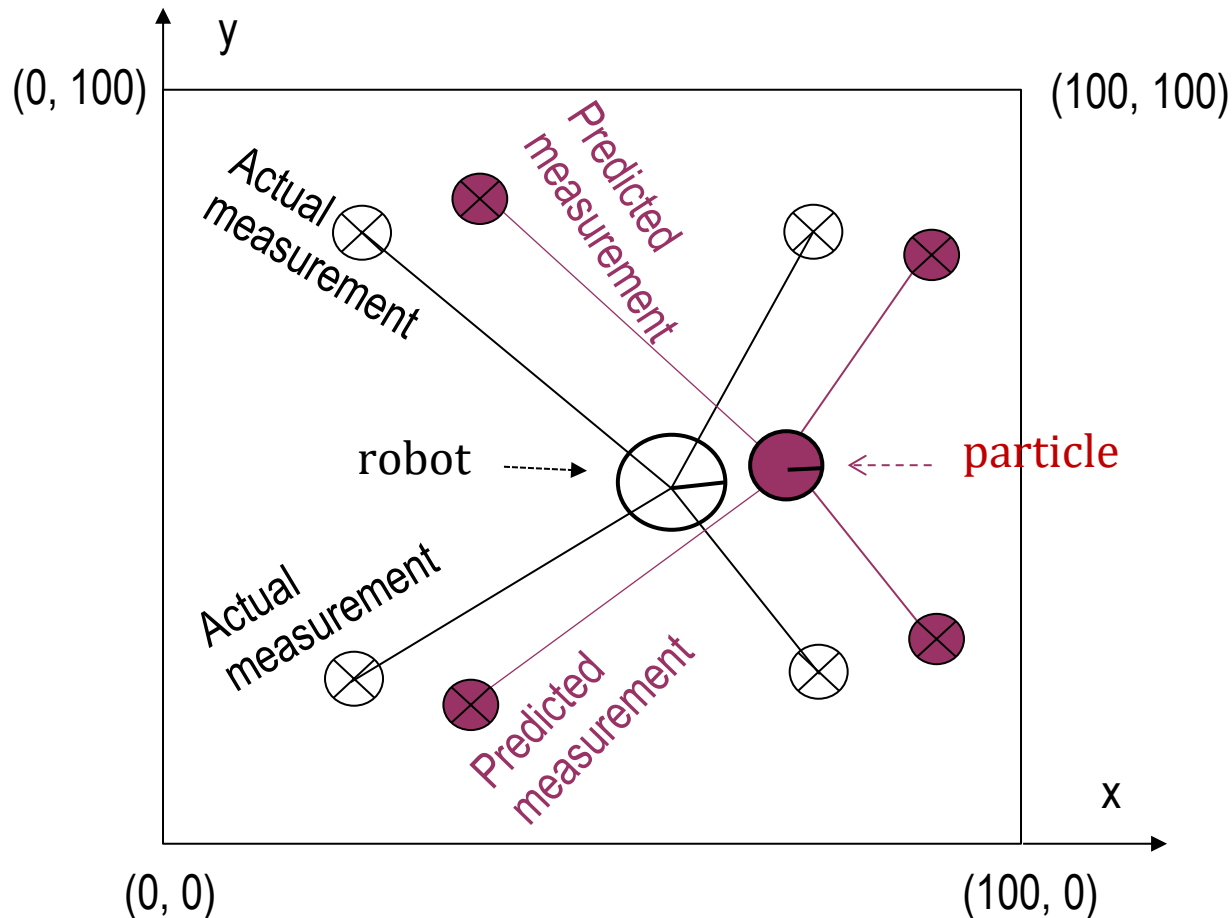 y
(0, 100)
(100, 100)
Actual
measurement
Predicted
measurement
robot
particle
Actual
measurement
Predicted
measurement
x
(0, 0)
(100, 0)